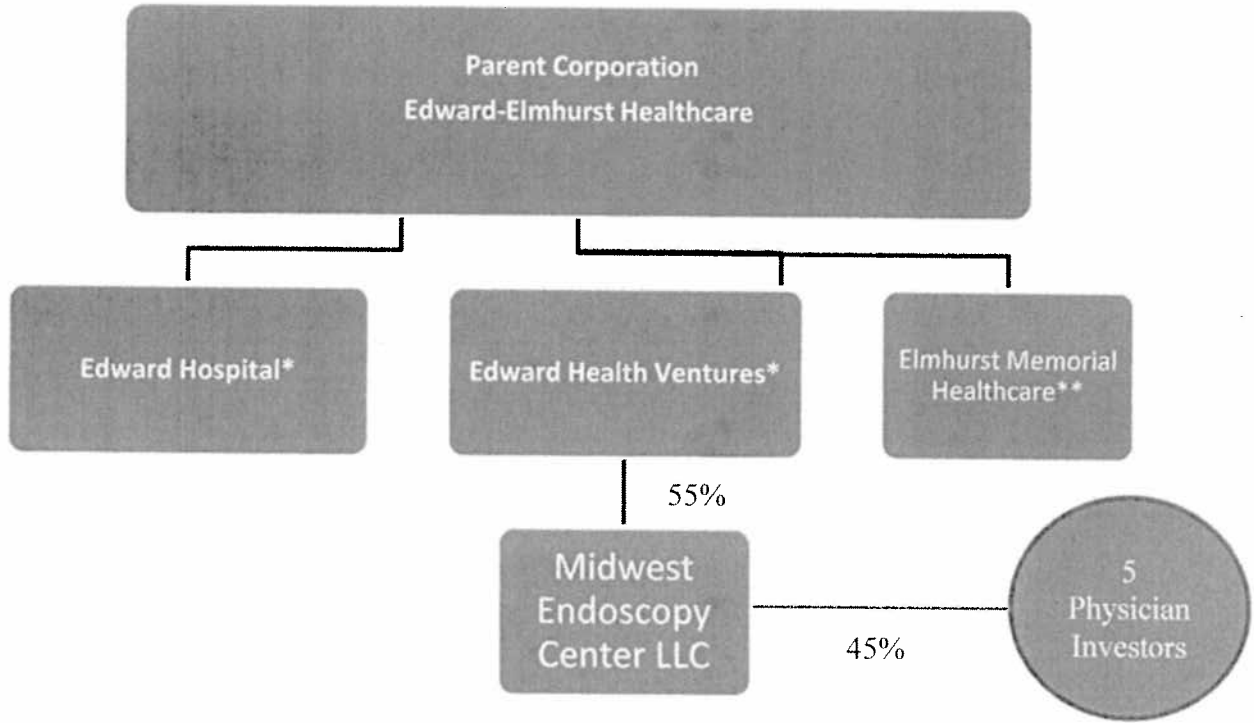 Parent Corporation
Edward-Elmhurst Healthcare
Edward Hospital*
Edward Health Ventures*
Elmhurst Memorial
Healthcare**
55%
Midwest
Endoscopy
Center LLC
45%
5
Physician
Investors